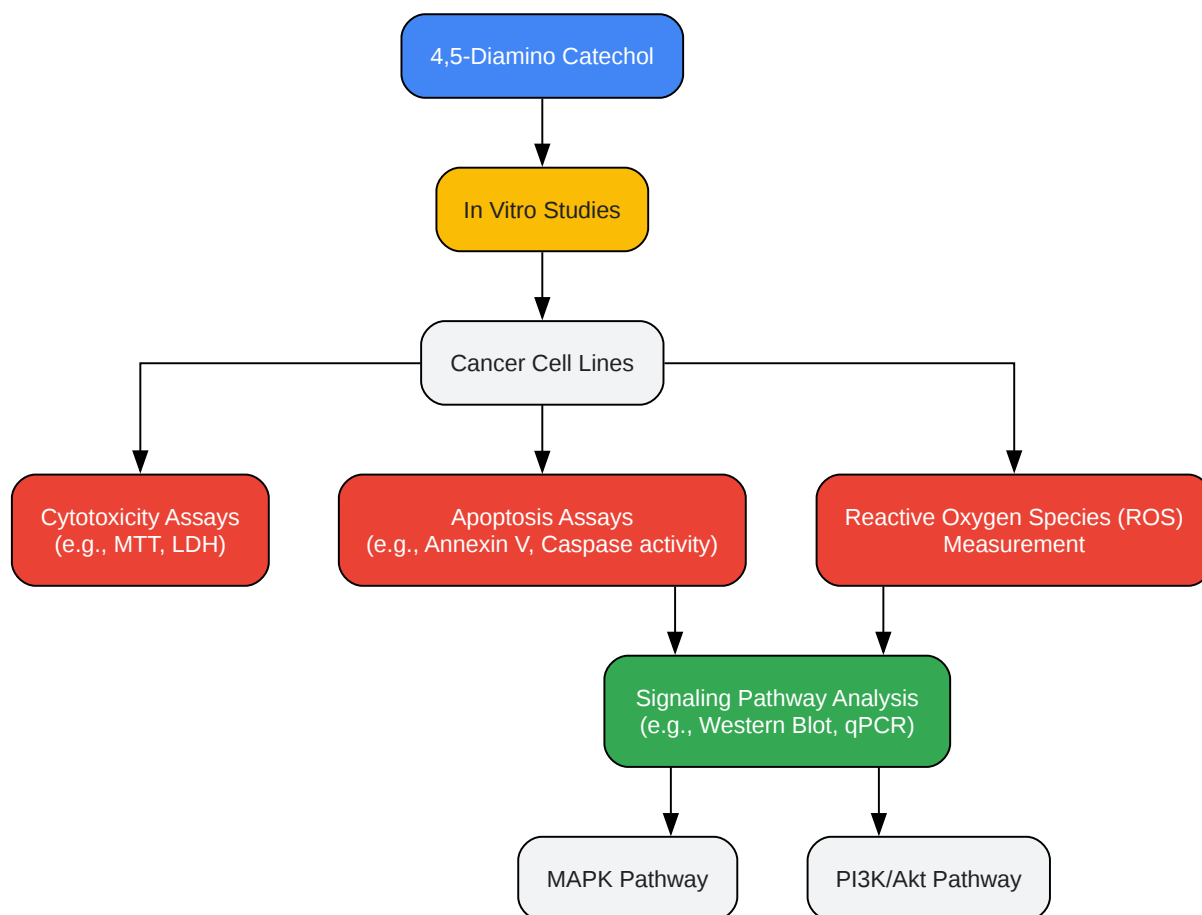 4,5-Diamino Catechol
In Vitro Studies
Cancer Cell Lines
Cytotoxicity Assays
(e.g., MTT, LDH)
Apoptosis Assays
(e.g., Annexin V, Caspase activity)
Reactive Oxygen Species (ROS)
Measurement
Signaling Pathway Analysis
(e.g., Western Blot, qPCR)
MAPK Pathway
PI3K/Akt Pathway